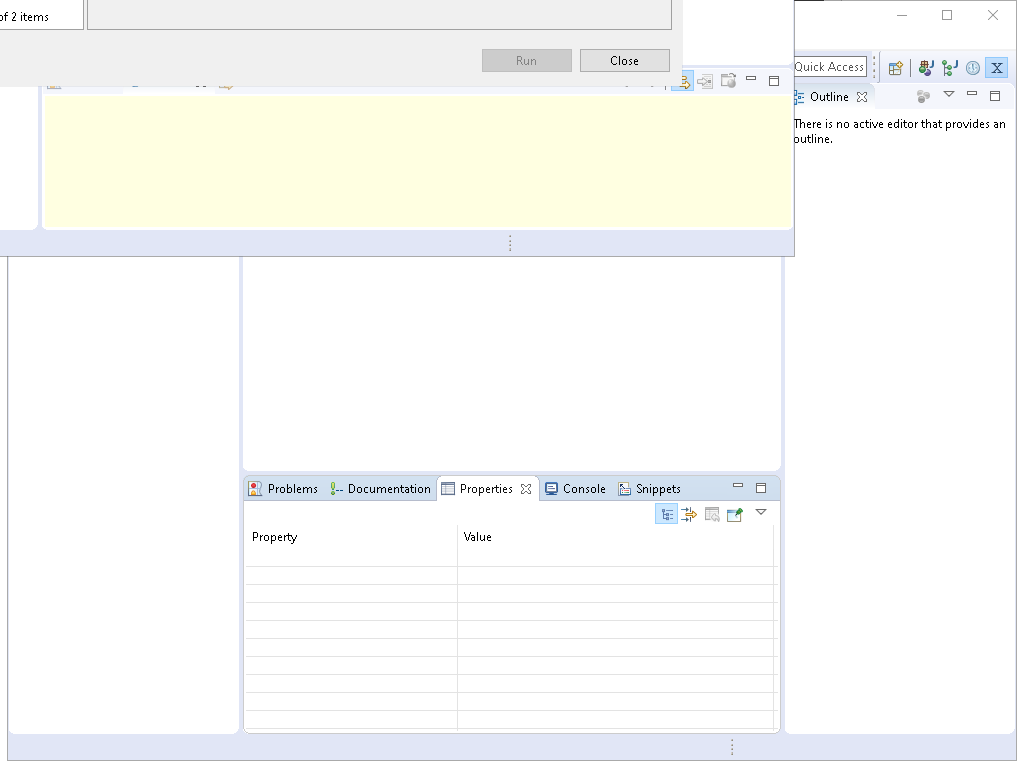 of 2 items
Run
Close
Quick Access
Outline
There is no active editor that provides an
outline.
Problems
Documentation
Properties
Console
Snippets
Property
Value